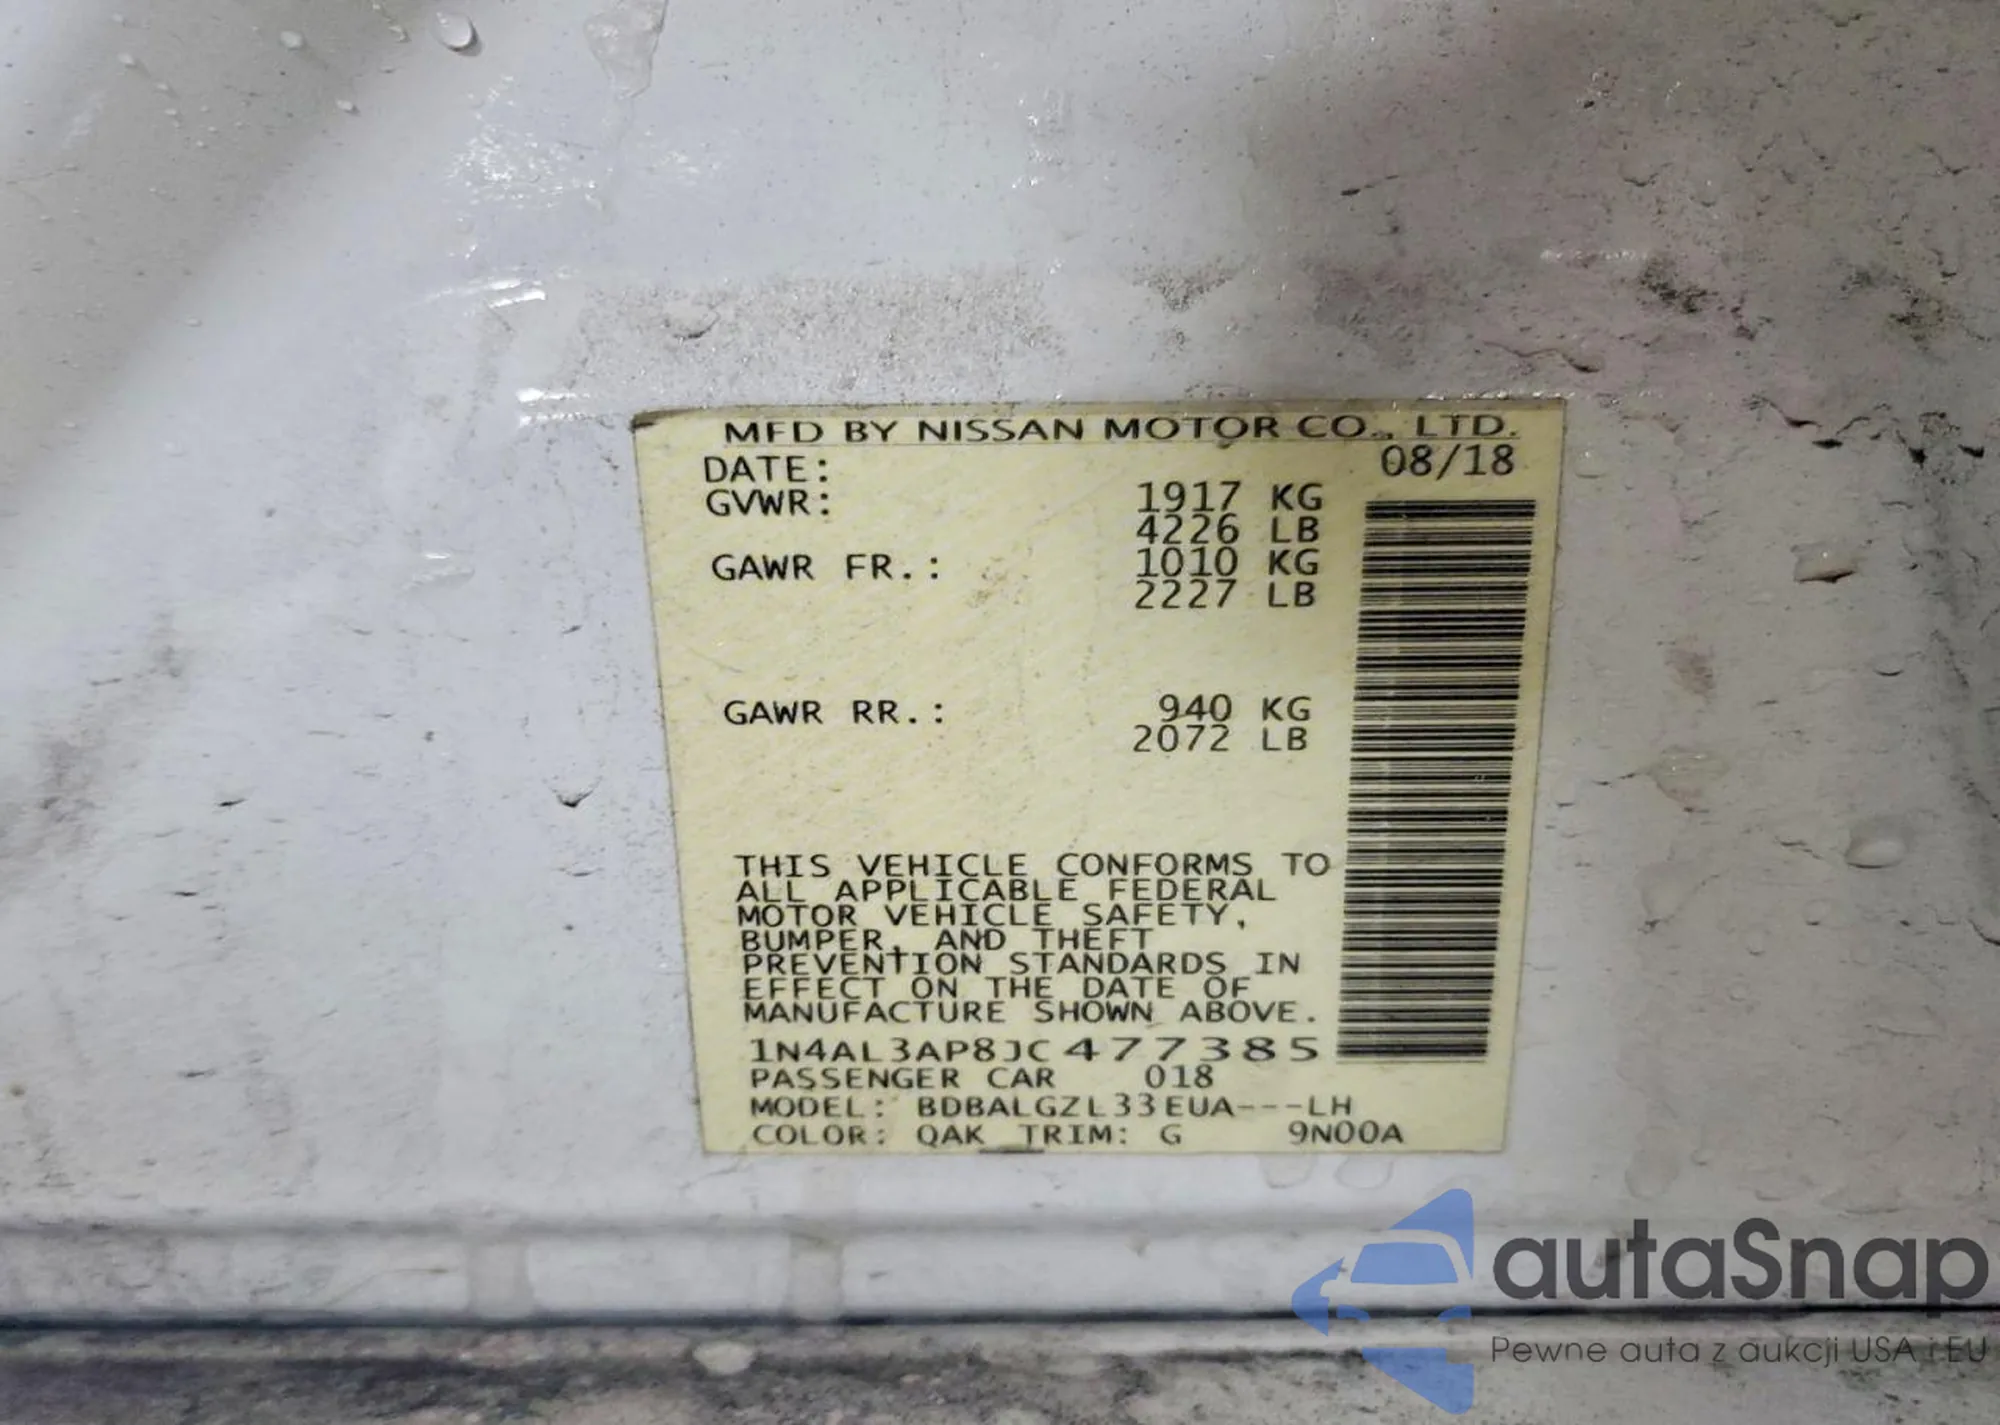 MFD BY NISSAN MOTOR CO., LTD.
DATE: 08/18
GVWR: 1917 KG
4226 LB
GAWR FR.: 1010 KG
2227 LB
GAWR RR.: 940 KG
2072 LB
THIS VEHICLE CONFORMS TO
ALL APPLICABLE FEDERAL
MOTOR VEHICLE SAFETY,
BUMPER, AND THEFT
PREVENTION STANDARDS IN
EFFECT ON THE DATE OF
MANUFACTURE SHOWN ABOVE.
1N4AL3AP8JC477385
PASSENGER CAR 018
MODEL: BDBALGZL33EUA---LH
COLOR: QAK TRIM: G 9N00A
autaSnap
Pewne auta z aukcji USA i EU